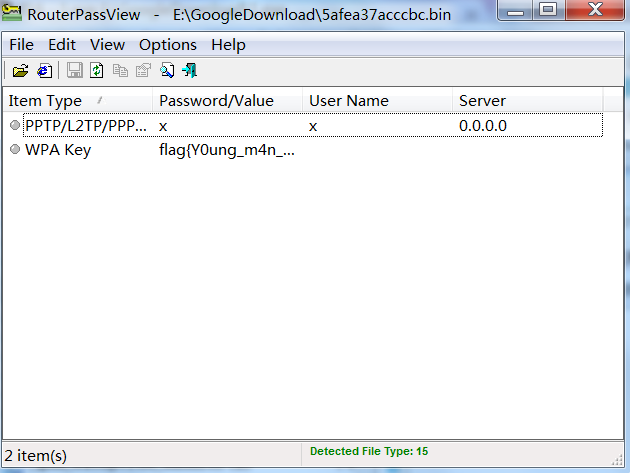 RouterPassView - E:\GoogleDownload\5afea37acccbc.bin
File Edit View Options Help
Item Type / Password/Value User Name Server
PPTP/L2TP/PPP... x x 0.0.0.0
WPA Key flag{Y0ung_m4n_...
2 item(s) Detected File Type: 15